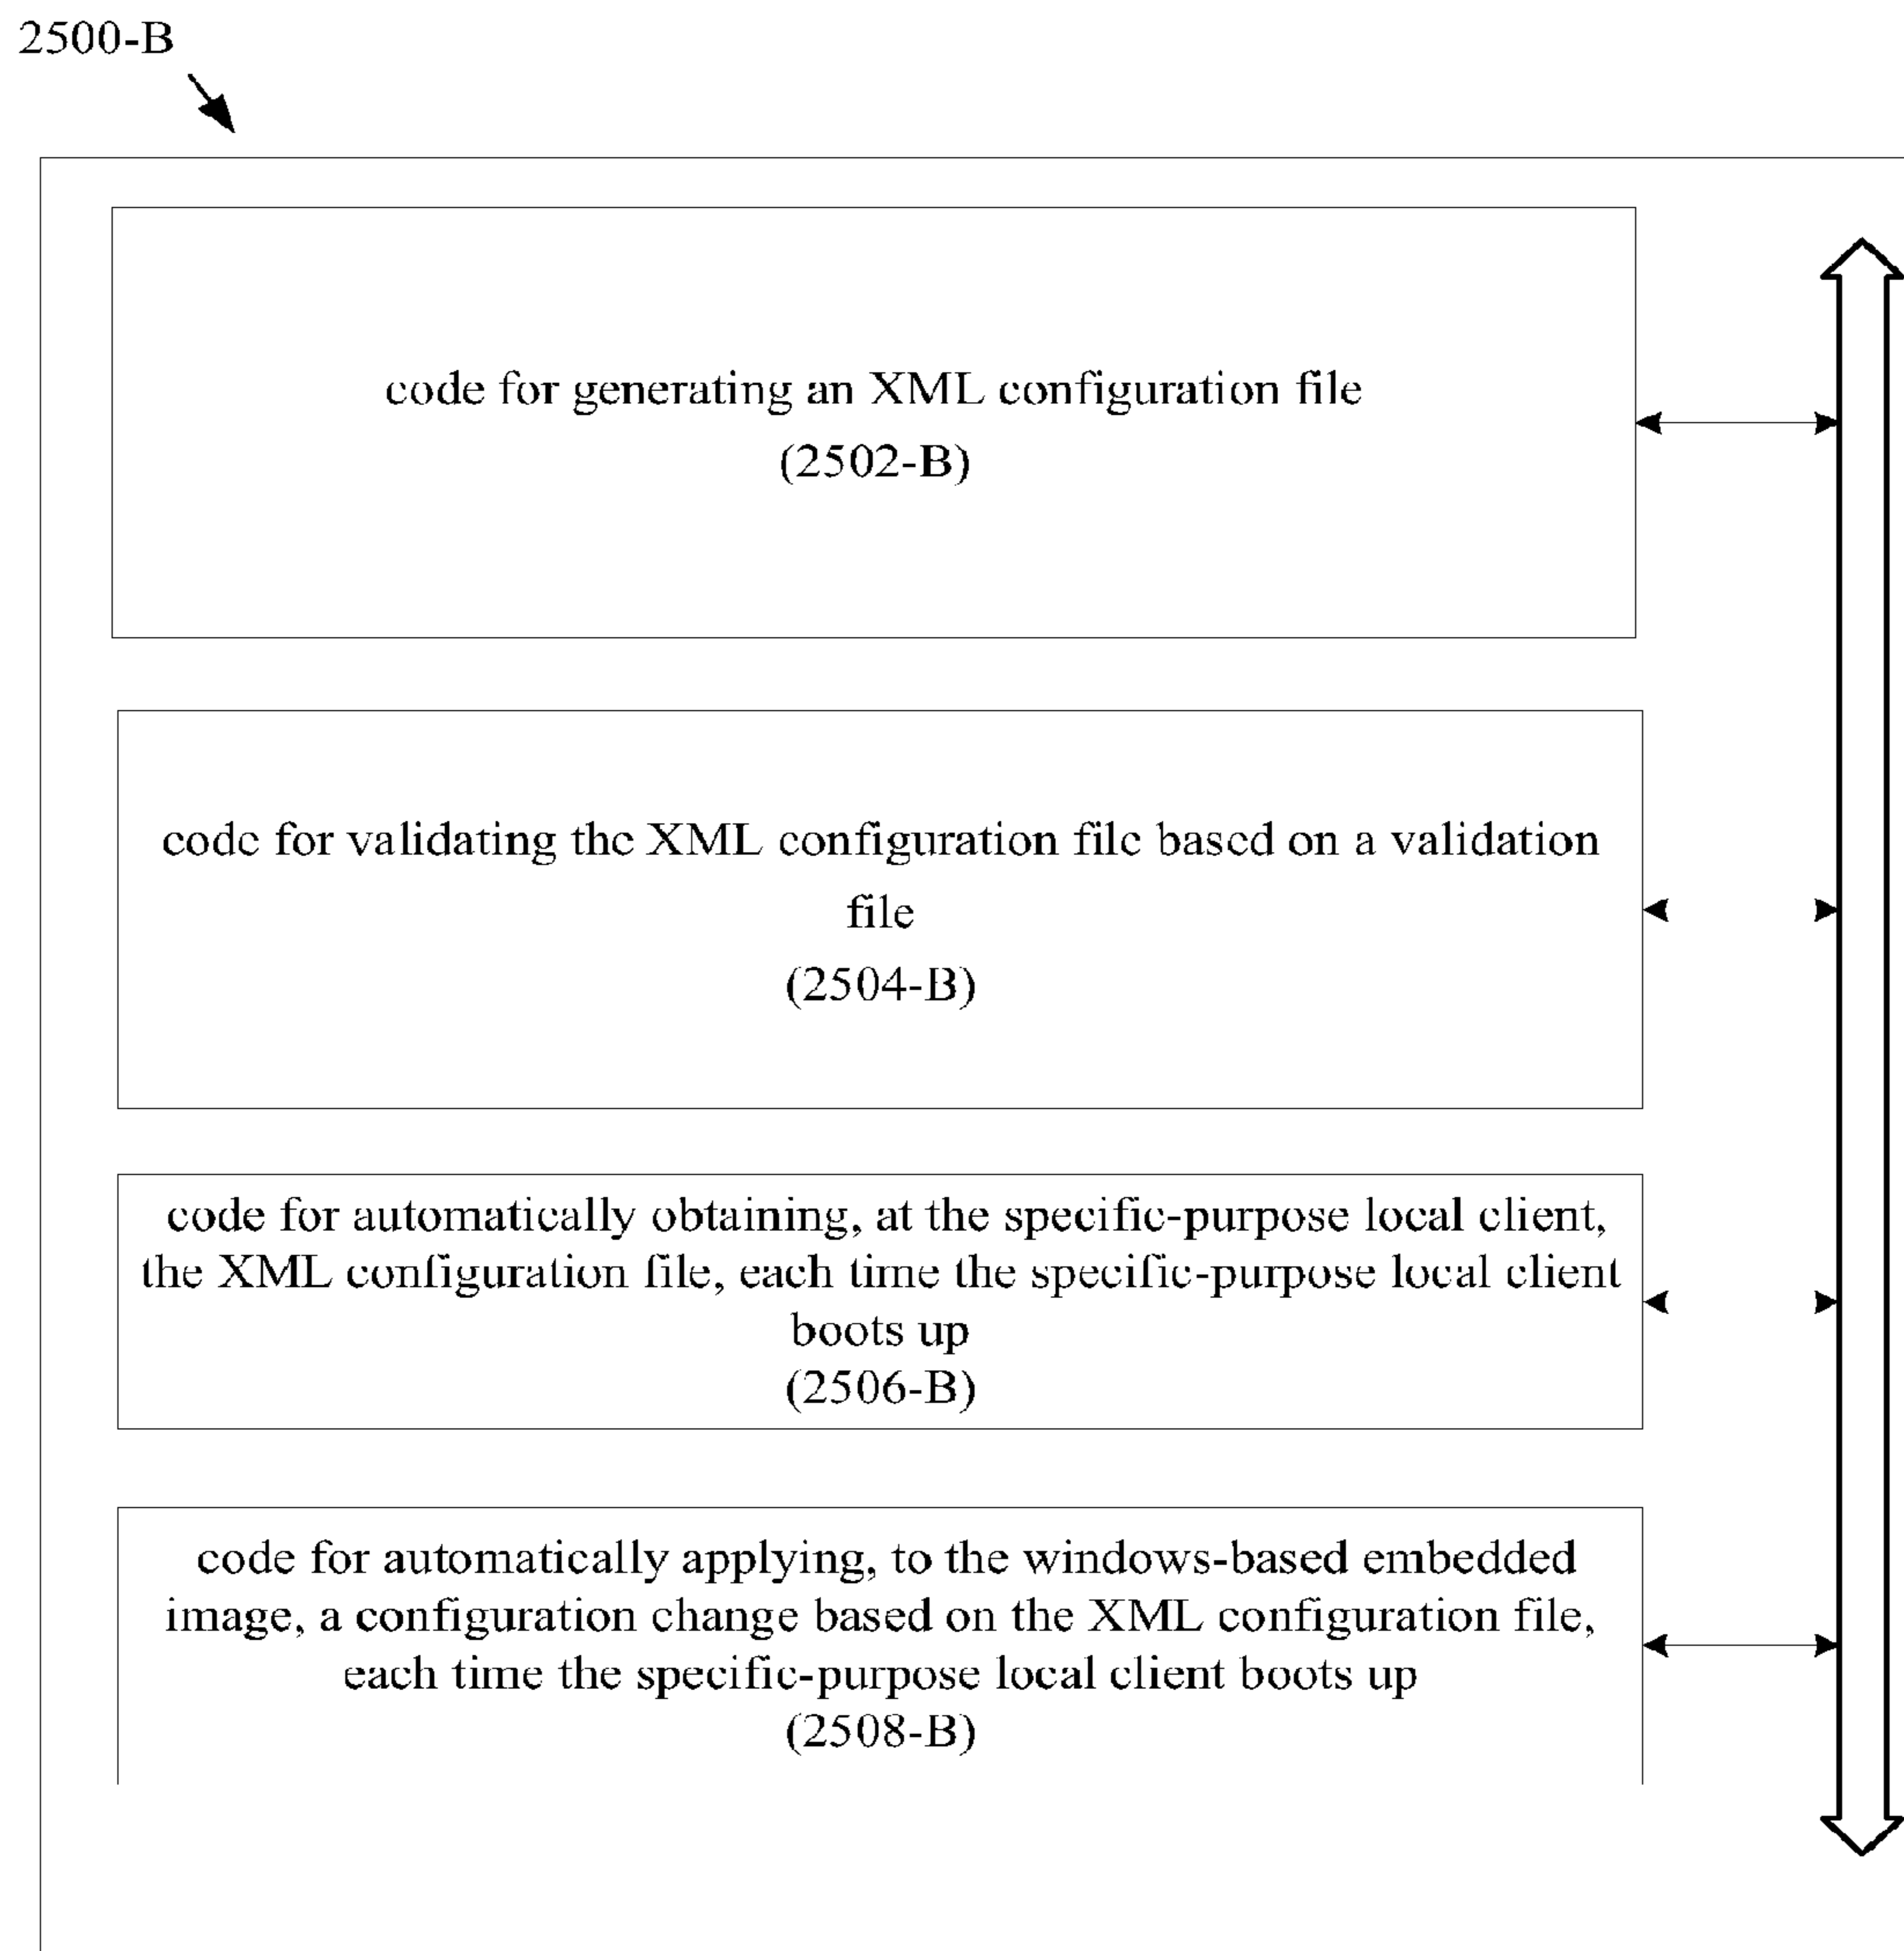 2500-B
code for generating an XML configuration file
(2502-B)
code for validating the XML configuration file based on a validation
file
(2504-B)
code for automatically obtaining, at the specific-purpose local client,
the XML configuration file, each time the specific-purpose local client
boots up
(2506-B)
code for automatically applying, to the windows-based embedded
image, a configuration change based on the XML configuration file,
each time the specific-purpose local client boots up
(2508-B)